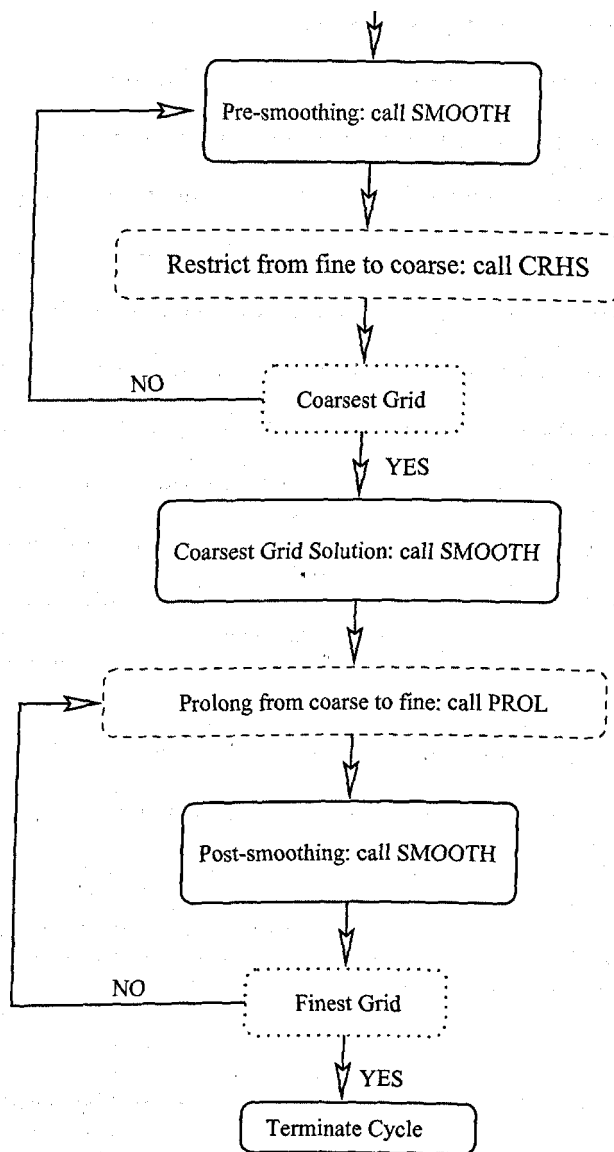 Pre-smoothing: call SMOOTH
Restrict from fine to coarse: call CRHS
NO
Coarsest Grid
YES
Coarsest Grid Solution: call SMOOTH
Prolong from coarse to fine: call PROL
Post-smoothing: call SMOOTH
NO
Finest Grid
YES
Terminate Cycle